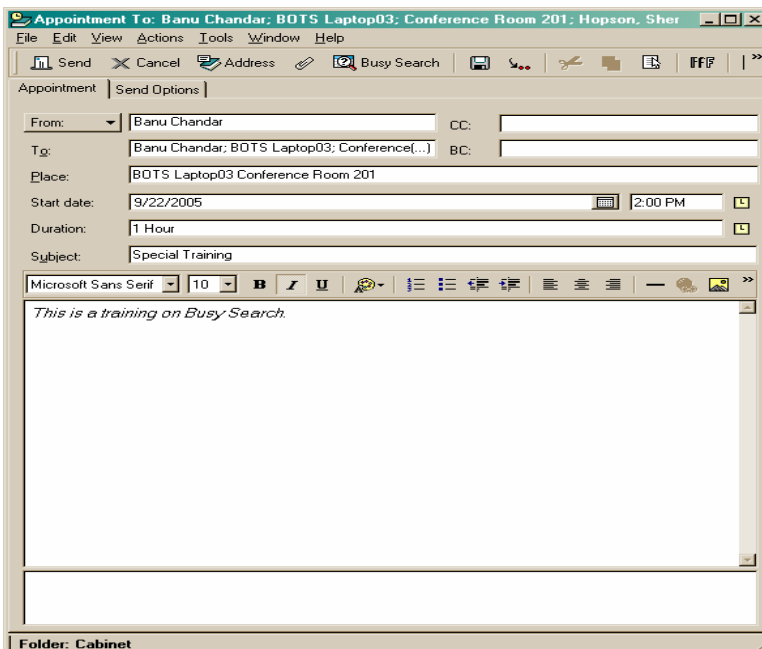 Appointment To: Banu Chandar; BOTS Laptop03; Conference Room 201; Hopson, Sher
File Edit View Actions Tools Window Help
Send Cancel Address Busy Search »
Appointment Send Options
From: Banu Chandar CC:
To: Banu Chandar; BOTS Laptop03; Conference(...) BC:
Place: BOTS Laptop03 Conference Room 201
Start date: 9/22/2005 2:00 PM
Duration: 1 Hour
Subject: Special Training
Microsoft Sans Serif 10 B I U »
This is a training on Busy Search.
Folder: Cabinet